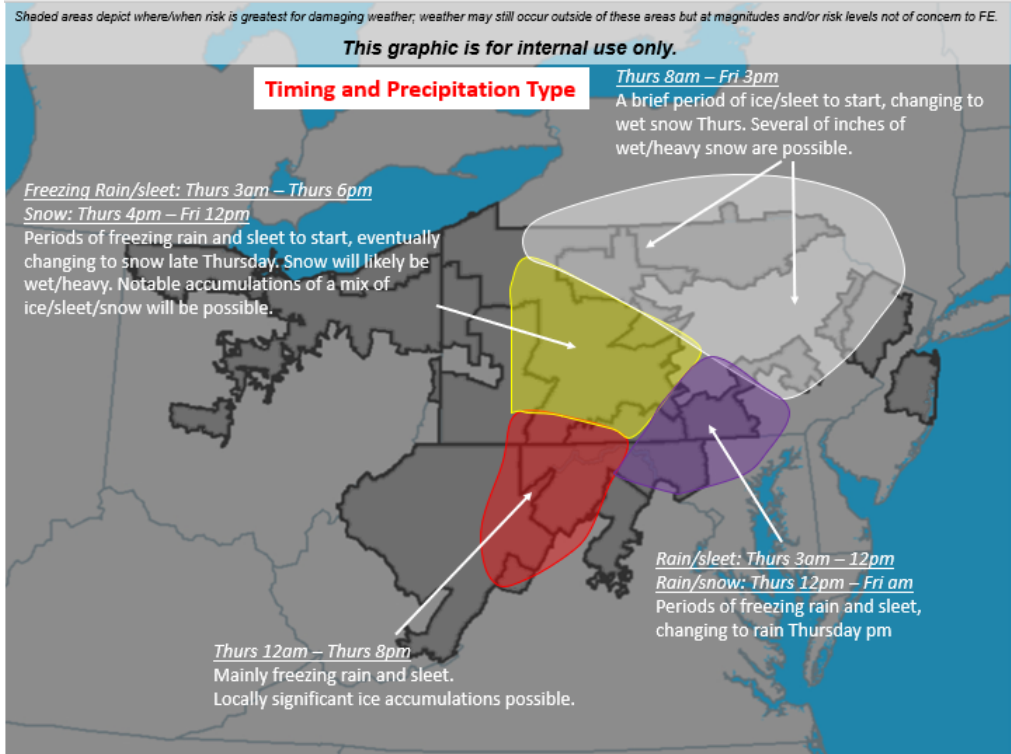 Shaded areas depict where/when risk is greatest for damaging weather; weather may still occur outside of these areas but at magnitudes and/or risk levels not of concern to FE.
This graphic is for internal use only.
Timing and Precipitation Type
Thurs 8am – Fri 3pm
A brief period of ice/sleet to start, changing to
wet snow Thurs. Several of inches of
wet/heavy snow are possible.
Freezing Rain/sleet: Thurs 3am – Thurs 6pm
Snow: Thurs 4pm – Fri 12pm
Periods of freezing rain and sleet to start, eventually
changing to snow late Thursday. Snow will likely be
wet/heavy. Notable accumulations of a mix of
ice/sleet/snow will be possible.
Rain/sleet: Thurs 3am – 12pm
Rain/snow: Thurs 12pm – Fri am
Periods of freezing rain and sleet,
changing to rain Thursday pm
Thurs 12am – Thurs 8pm
Mainly freezing rain and sleet.
Locally significant ice accumulations possible.